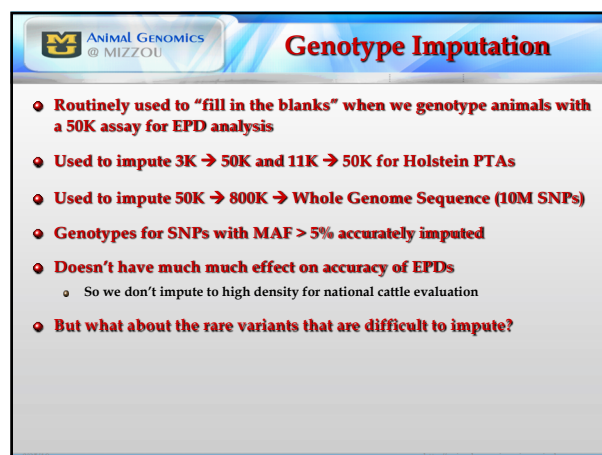 ANIMAL GENOMICS
@ MIZZOU
Genotype Imputation
Routinely used to “fill in the blanks” when we genotype animals with
a 50K assay for EPD analysis
Used to impute 3K → 50K and 11K → 50K for Holstein PTAs
Used to impute 50K → 800K → Whole Genome Sequence (10M SNPs)
Genotypes for SNPs with MAF > 5% accurately imputed
Doesn’t have much much effect on accuracy of EPDs
So we don’t impute to high density for national cattle evaluation
But what about the rare variants that are difficult to impute?